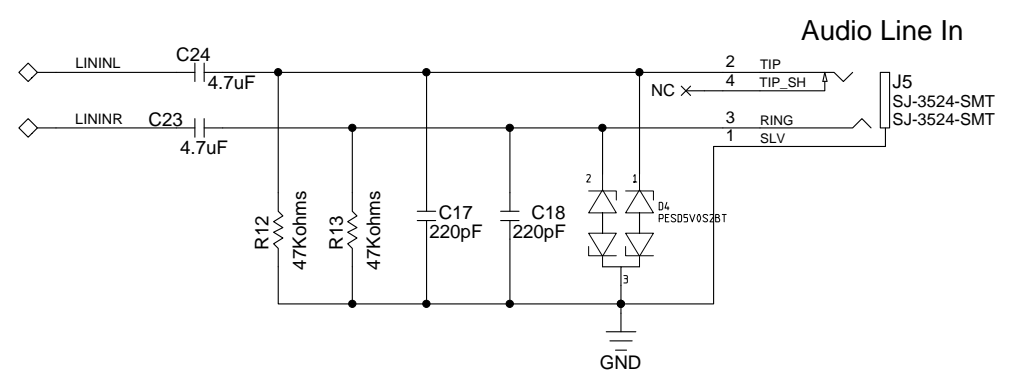 Audio Line In
LININL
C24
4.7uF
2
TIP
4
TIP_SH
NC
J5
SJ-3524-SMT
SJ-3524-SMT
LININR
C23
4.7uF
3
RING
1
SLV
R12
47Kohms
R13
47Kohms
C17
220pF
C18
220pF
2
1
D4
PESD5V0S2BT
3
GND